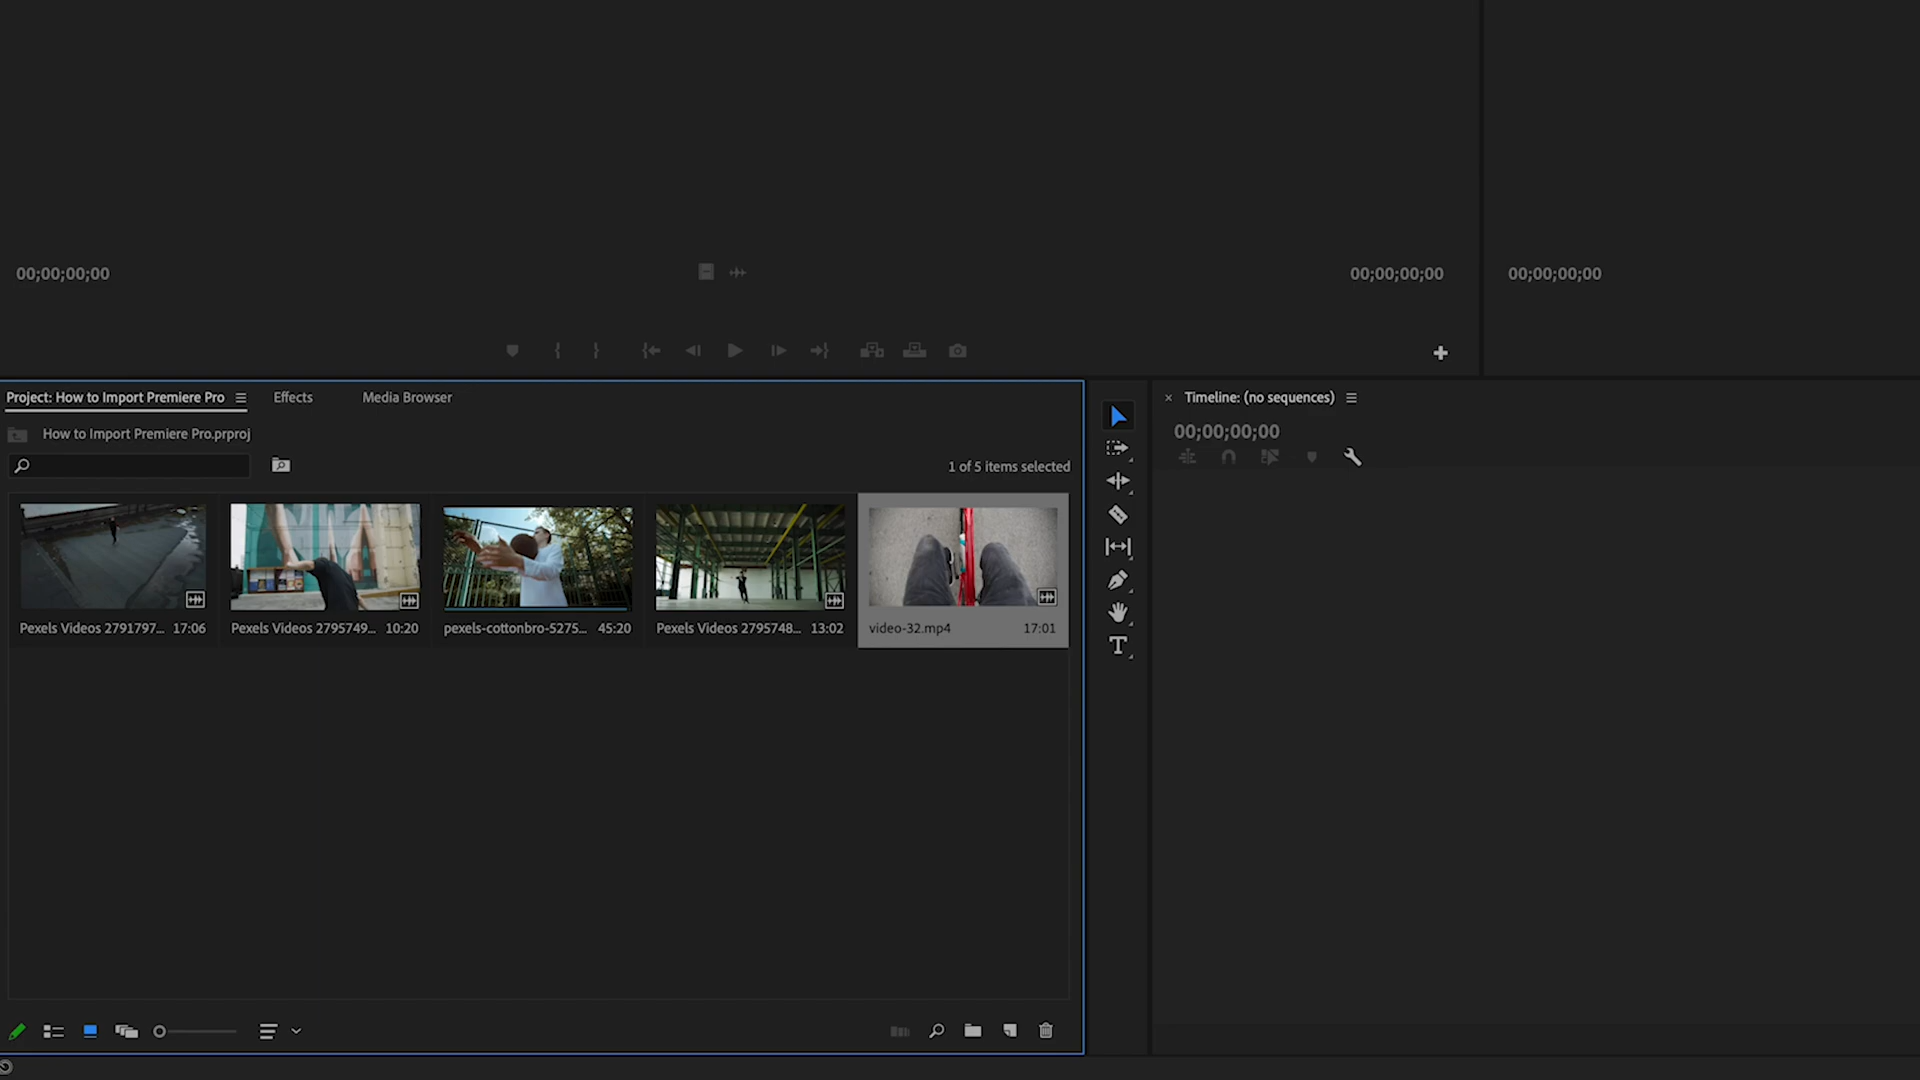 00;00;00;00
00;00;00;00
00;00;00;00
Project: How to Import Premiere Pro
Effects
Media Browser
How to Import Premiere Pro.prproj
1 of 5 items selected
Pexels Videos 2791797... 17:06
Pexels Videos 2795749... 10:20
pexels-cottonbro-5275... 45:20
Pexels Videos 2795748... 13:02
video-32.mp4 17:01
Timeline: (no sequences)
00;00;00;00